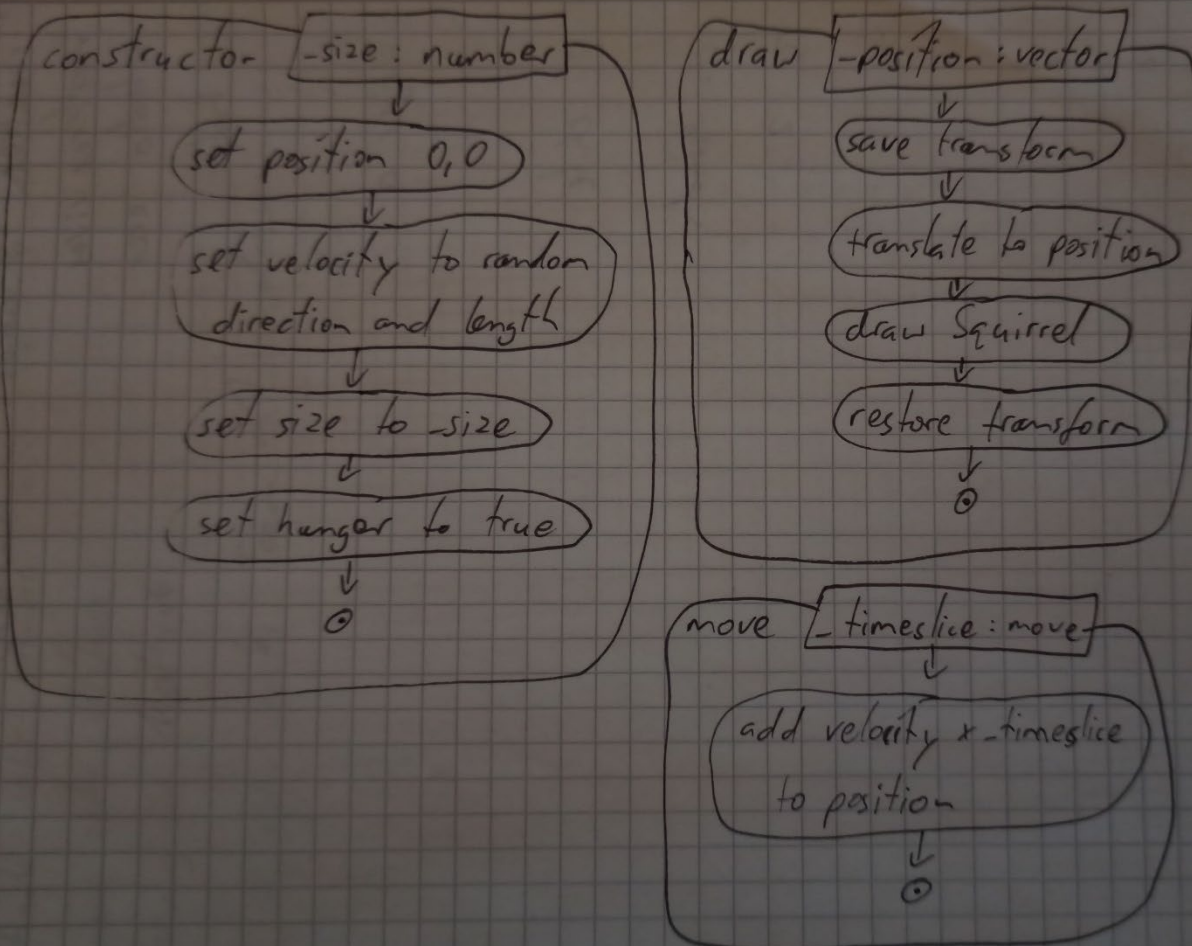 constructor
_size : number
set position 0,0
set velocity to random
direction and length
set size to _size
set hunger to true
draw
_position : vector
save transform
translate to position
draw Squirrel
restore transform
move
_timeslice : move
add velocity x _timeslice
to position